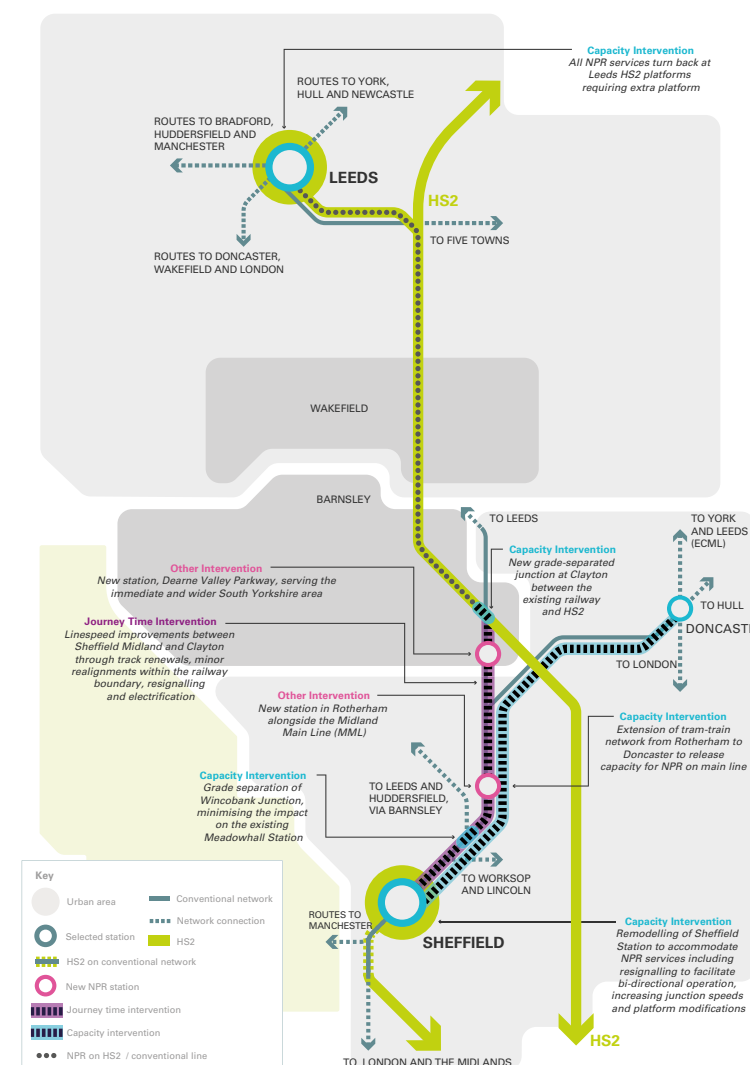 Capacity Intervention
All NPR services turn back at
Leeds HS2 platforms
requiring extra platform
ROUTES TO YORK,
HULL AND NEWCASTLE
ROUTES TO BRADFORD,
HUDDERSFIELD AND
MANCHESTER
LEEDS
HS2
TO FIVE TOWNS
ROUTES TO DONCASTER,
WAKEFIELD AND LONDON
WAKEFIELD
BARNSLEY
TO LEEDS
TO YORK
AND LEEDS
(ECML)
Capacity Intervention
New grade-separated
junction at Clayton
between the
existing railway
and HS2
Other Intervention
New station, Dearne Valley Parkway, serving the
immediate and wider South Yorkshire area
TO HULL
DONCAST
Journey Time Intervention
Linespeed improvements between
Sheffield Midland and Clayton
through track renewals, minor
realignments within the railway
boundary, resignalling
and electrification
TO LONDON
Other Intervention
New station in Rotherham
alongside the Midland
Main Line (MML)
Capacity Intervention
Extension of tram-train
network from Rotherham to
Doncaster to release
capacity for NPR on main line
Capacity Intervention
Grade separation of
Wincobank Junction,
minimising the impact
on the existing
Meadowhall Station
TO LEEDS AND
HUDDERSFIELD,
VIA BARNSLEY
TO WORKSOP
AND LINCOLN
ROUTES TO
MANCHESTER
SHEFFIELD
Capacity Intervention
Remodelling of Sheffield
Station to accommodate
NPR services including
resignalling to facilitate
bi-directional operation,
increasing junction speeds
and platform modifications
HS2
TO LONDON AND THE MIDLANDS
Key
Urban area
Conventional network
Network connection
Selected station
HS2
HS2 on conventional network
New NPR station
Journey time intervention
Capacity intervention
NPR on HS2 / conventional line